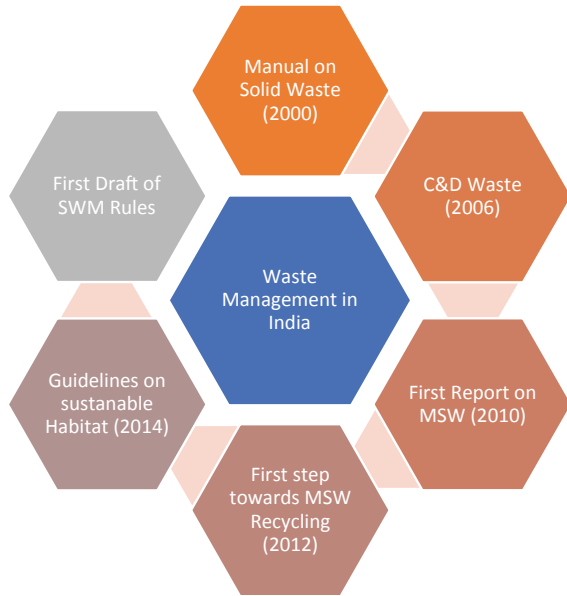 Manual on
Solid Waste
(2000)
C&D Waste
(2006)
First Report on
MSW (2010)
First step
towards MSW
Recycling
(2012)
Guidelines on
sustanable
Habitat (2014)
First Draft of
SWM Rules
Waste
Management in
India